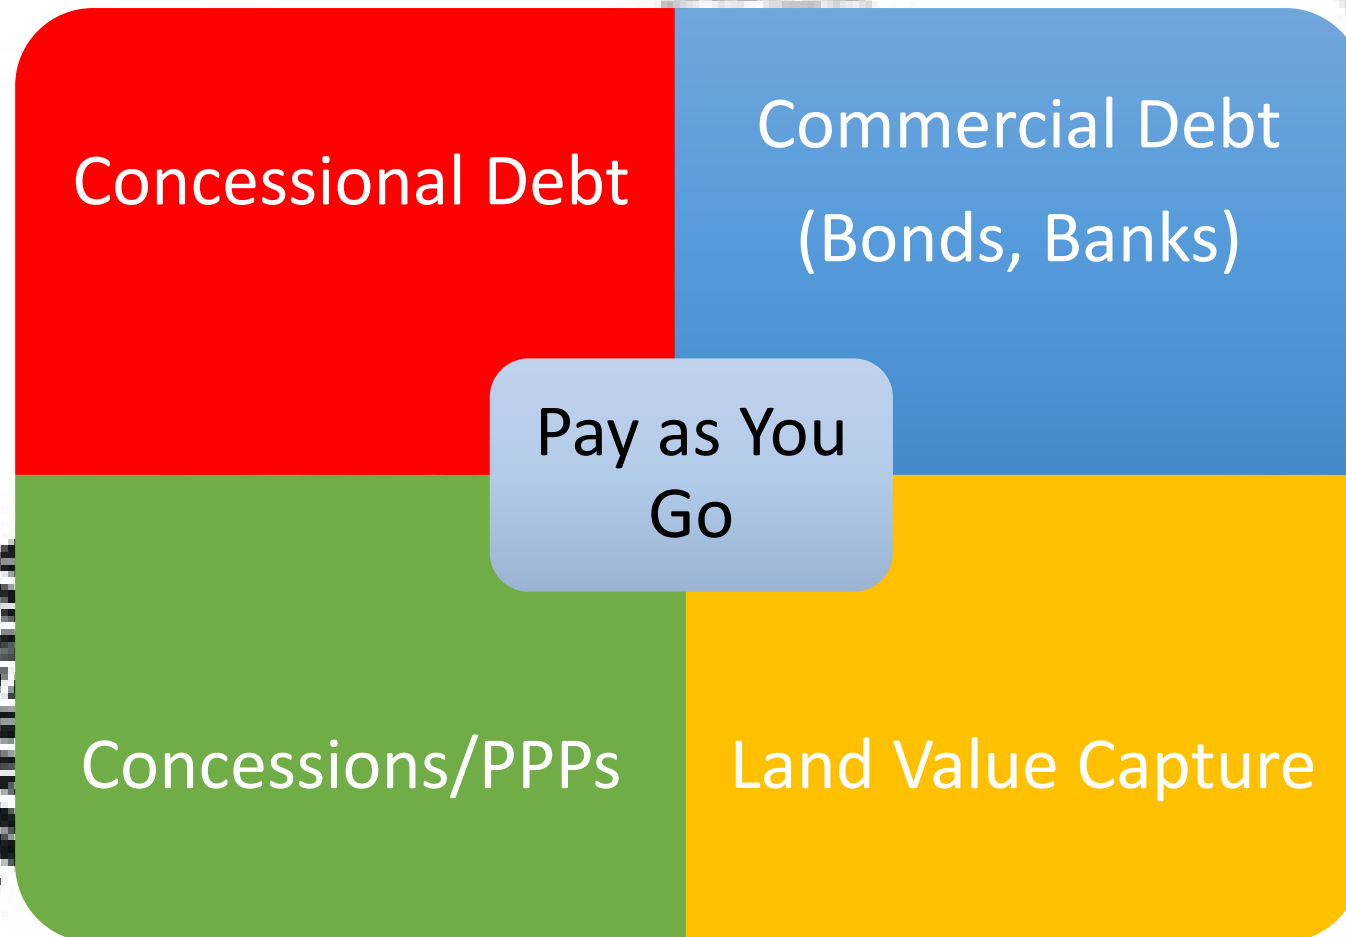 Concessional Debt
Commercial Debt
(Bonds, Banks)
Pay as You
Go
Concessions/PPPs
Land Value Capture